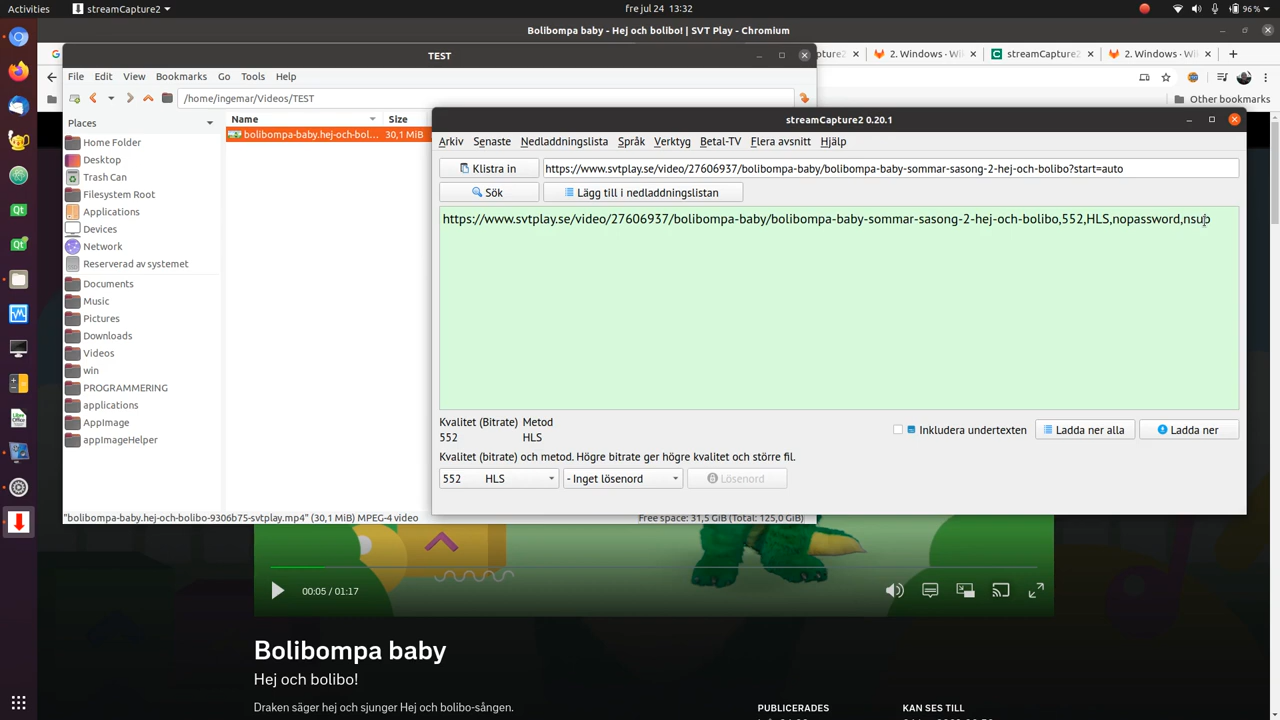 Activities
streamCapture2
fre jul 24 13:32
96 %
Bolibompa baby - Hej och bolibo! | SVT Play - Chromium
2. Windows · Wik
streamCapture2
2. Windows · Wik
Other bookmarks
TEST
File Edit View Bookmarks Go Tools Help
/home/ingemar/Videos/TEST
Places
Home Folder
Desktop
Trash Can
Filesystem Root
Applications
Devices
Network
Reserverad av systemet
Documents
Music
Pictures
Downloads
Videos
win
PROGRAMMERING
applications
AppImage
appImageHelper
Name Size
bolibompa-baby.hej-och-bol... 30,1 MiB
"bolibompa-baby.hej-och-bolibo-9306b75-svtplay.mp4" (30,1 MiB) MPEG-4 video
Free space: 31,5 GiB (Total: 125,0 GiB)
streamCapture2 0.20.1
Arkiv Senaste Nedladdningslista Språk Verktyg Betal-TV Flera avsnitt Hjälp
Klistra in
https://www.svtplay.se/video/27606937/bolibompa-baby/bolibompa-baby-sommar-sasong-2-hej-och-bolibo?start=auto
Sök
Lägg till i nedladdningslistan
https://www.svtplay.se/video/27606937/bolibompa-baby/bolibompa-baby-sommar-sasong-2-hej-och-bolibo,552,HLS,nopassword,nsub
Kvalitet (Bitrate) Metod
552 HLS
Inkludera undertexten
Ladda ner alla
Ladda ner
Kvalitet (bitrate) och metod. Högre bitrate ger högre kvalitet och större fil.
552 HLS
- Inget lösenord
Lösenord
00:05 / 01:17
Bolibompa baby
Hej och bolibo!
Draken säger hej och sjunger Hej och bolibo-sången.
PUBLICERADES
KAN SES TILL